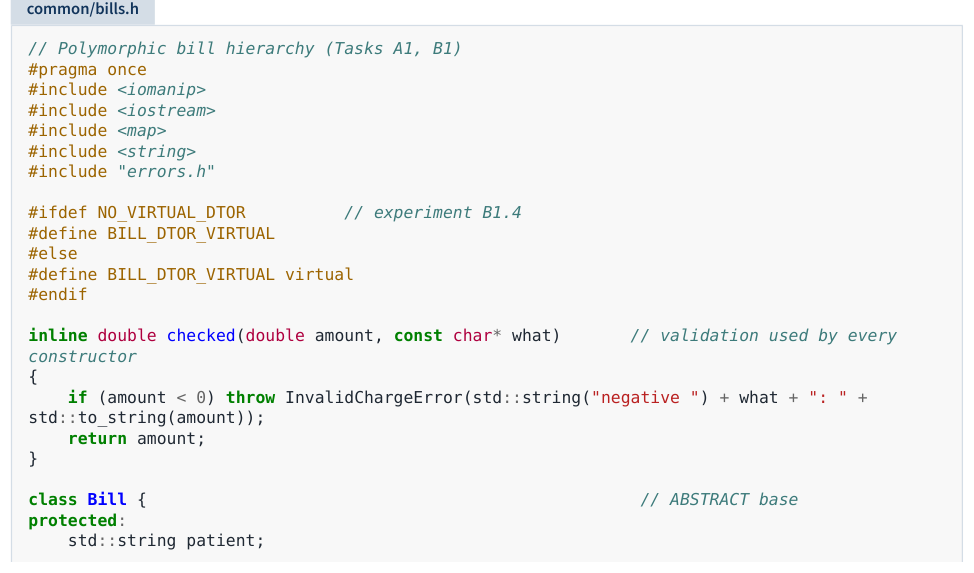 common/bills.h
// Polymorphic bill hierarchy (Tasks A1, B1)
#pragma once
#include <iomanip>
#include <iostream>
#include <map>
#include <string>
#include "errors.h"

#ifdef NO_VIRTUAL_DTOR          // experiment B1.4
#define BILL_DTOR_VIRTUAL
#else
#define BILL_DTOR_VIRTUAL virtual
#endif

inline double checked(double amount, const char* what)       // validation used by every
constructor
{
    if (amount < 0) throw InvalidChargeError(std::string("negative ") + what + ": " +
std::to_string(amount));
    return amount;
}

class Bill {                                                  // ABSTRACT base
protected:
    std::string patient;